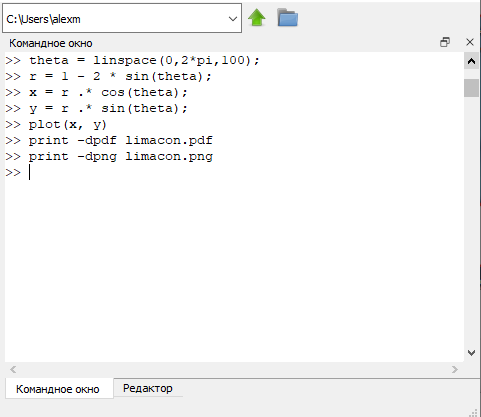 C:\Users\alexm
Командное окно
>> theta = linspace(0,2*pi,100);
>> r = 1 - 2 * sin(theta);
>> x = r .* cos(theta);
>> y = r .* sin(theta);
>> plot(x, y)
>> print -dpdf limacon.pdf
>> print -dpng limacon.png
>>
Командное окно Редактор